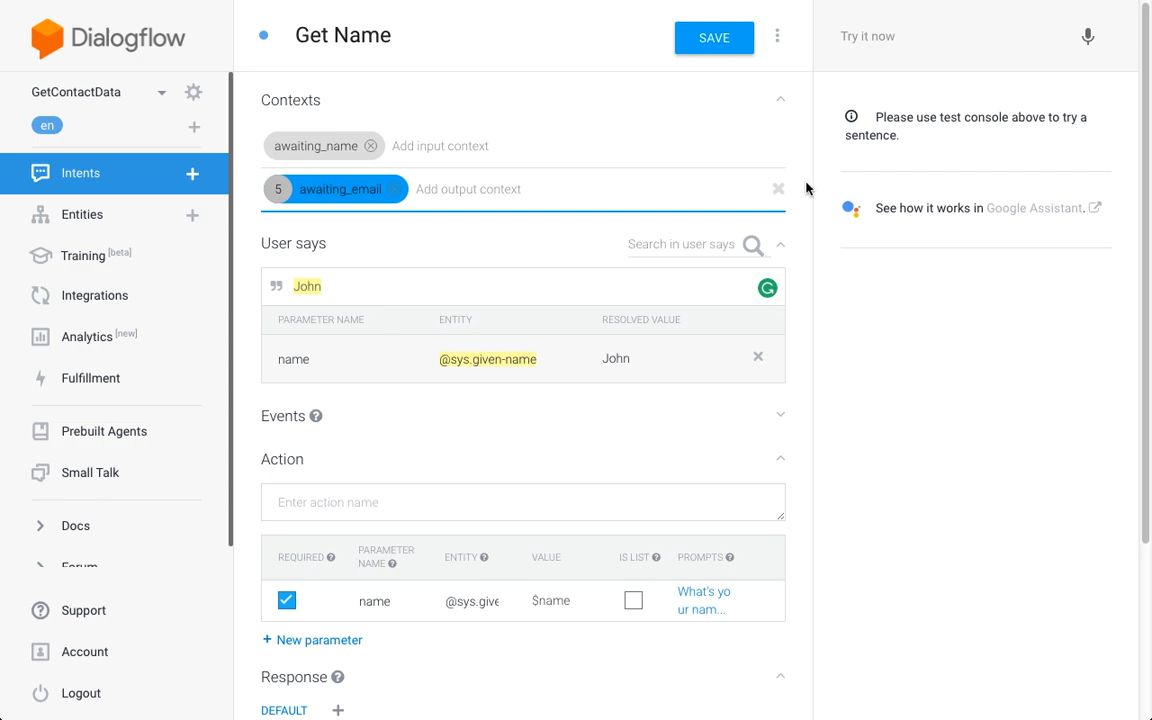 Dialogflow
GetContactData
en
Intents
Entities
Training [beta]
Integrations
Analytics [new]
Fulfillment
Prebuilt Agents
Small Talk
Docs
Forum
Support
Account
Logout
Get Name
SAVE
Contexts
awaiting_name Add input context
5 awaiting_email Add output context
User says Search in user says
John
PARAMETER NAME ENTITY RESOLVED VALUE
name @sys.given-name John
Events
Action
Enter action name
REQUIRED PARAMETER NAME ENTITY VALUE IS LIST PROMPTS
name @sys.give $name What's yo
ur nam...
+ New parameter
Response
DEFAULT +
Try it now
Please use test console above to try a
sentence.
See how it works in Google Assistant.